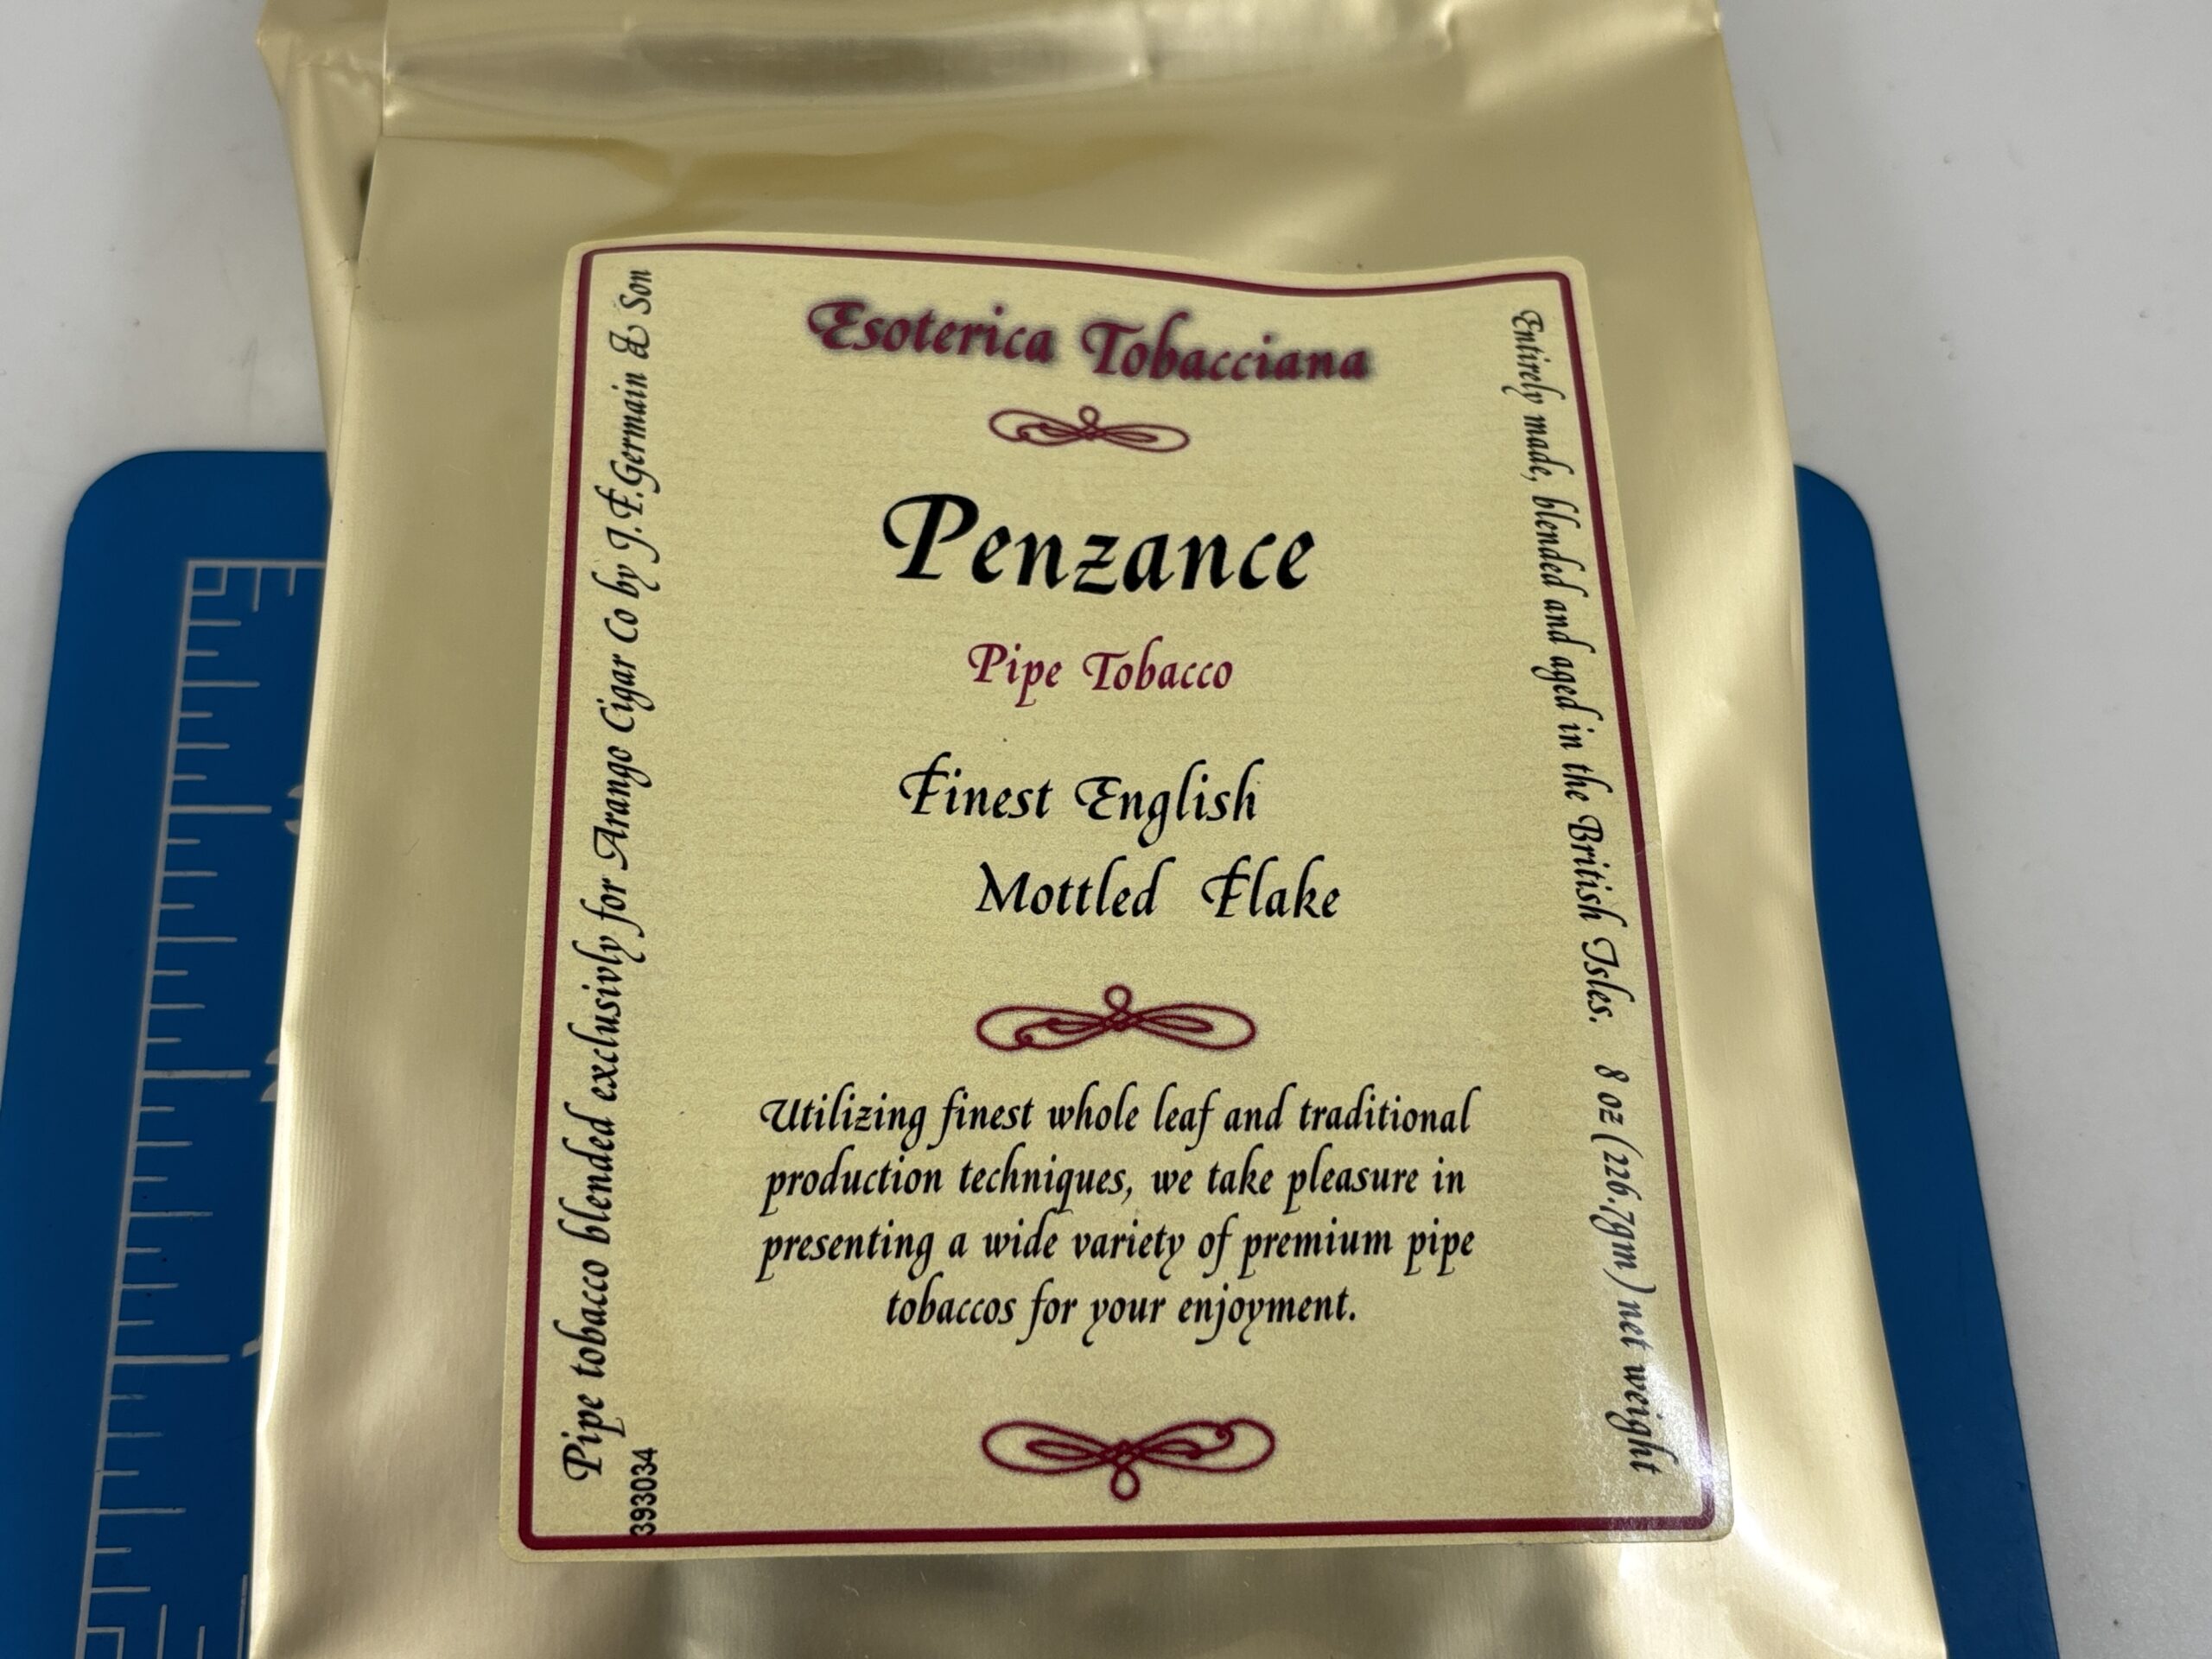 Esoterica Tobacciana
Penzance
Pipe Tobacco
Finest English
Mottled Flake
Utilizing finest whole leaf and traditional
production techniques, we take pleasure in
presenting a wide variety of premium pipe
tobaccos for your enjoyment.
Pipe tobacco blended exclusivly for Arango Cigar Co by J.F.Germain & Son
393034
Entirely made, blended and aged in the British Isles. 8 oz (226.7gm) net weight